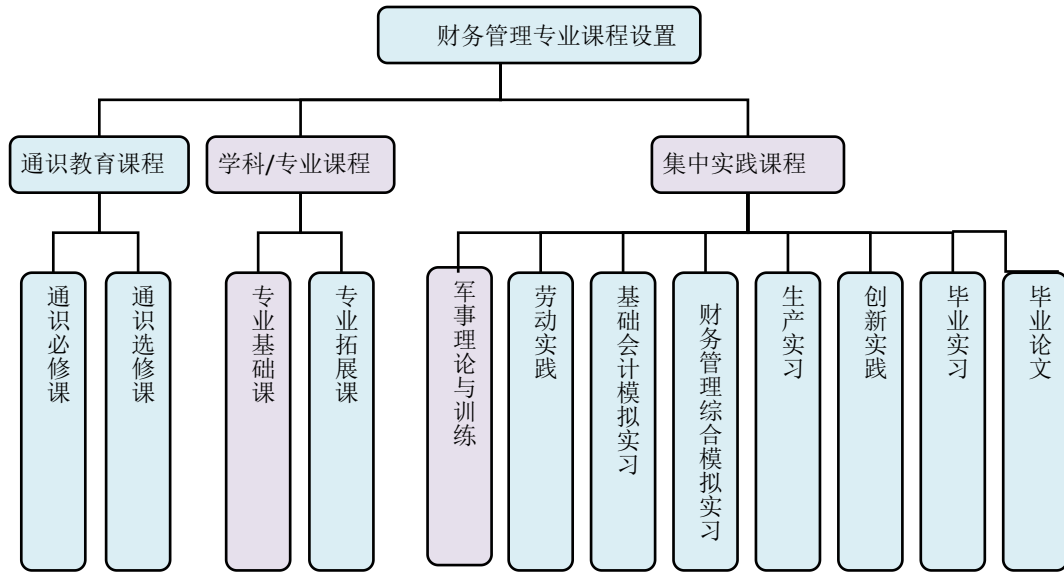 财务管理专业课程设置
通识教育课程
学科/专业课程
集中实践课程
通识必修课
通识选修课
专业基础课
专业拓展课
军事理论与训练
劳动实践
基础会计模拟实习
财务管理综合模拟实习
生产实习
创新实践
毕业实习
毕业论文